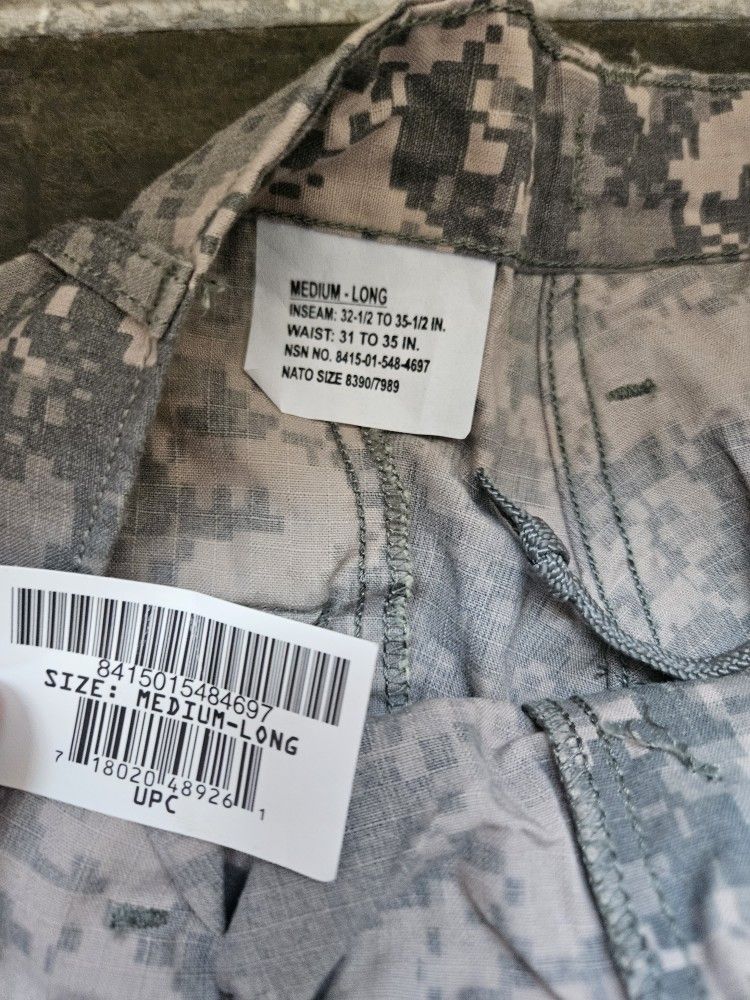 MEDIUM - LONG
INSEAM: 32-1/2 TO 35-1/2 IN.
WAIST: 31 TO 35 IN.
NSN NO. 8415-01-548-4697
NATO SIZE 8390/7989
8415015484697
SIZE: MEDIUM-LONG
7 18020 48926 1
UPC